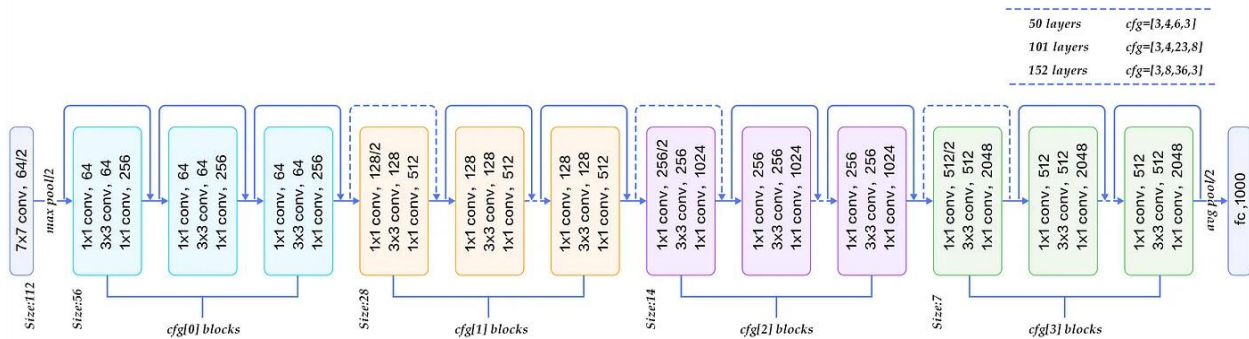 50 layers cfg=[3,4,6,3]
101 layers cfg=[3,4,23,8]
152 layers cfg=[3,8,36,3]
7x7 conv, 64/2
max pool/2
1x1 conv, 64
3x3 conv, 64
1x1 conv, 256
1x1 conv, 64
3x3 conv, 64
1x1 conv, 256
1x1 conv, 64
3x3 conv, 64
1x1 conv, 256
1x1 conv, 128/2
3x3 conv, 128
1x1 conv, 512
1x1 conv, 128
3x3 conv, 128
1x1 conv, 512
1x1 conv, 128
3x3 conv, 128
1x1 conv, 512
1x1 conv, 256/2
3x3 conv, 256
1x1 conv, 1024
1x1 conv, 256
3x3 conv, 256
1x1 conv, 1024
1x1 conv, 256
3x3 conv, 256
1x1 conv, 1024
1x1 conv, 512/2
3x3 conv, 512
1x1 conv, 2048
1x1 conv, 512
3x3 conv, 512
1x1 conv, 2048
1x1 conv, 512
3x3 conv, 512
1x1 conv, 2048
avg pool/2
fc ,1000
Size:112
Size:56
cfg[0] blocks
Size:28
cfg[1] blocks
Size:14
cfg[2] blocks
Size:7
cfg[3] blocks